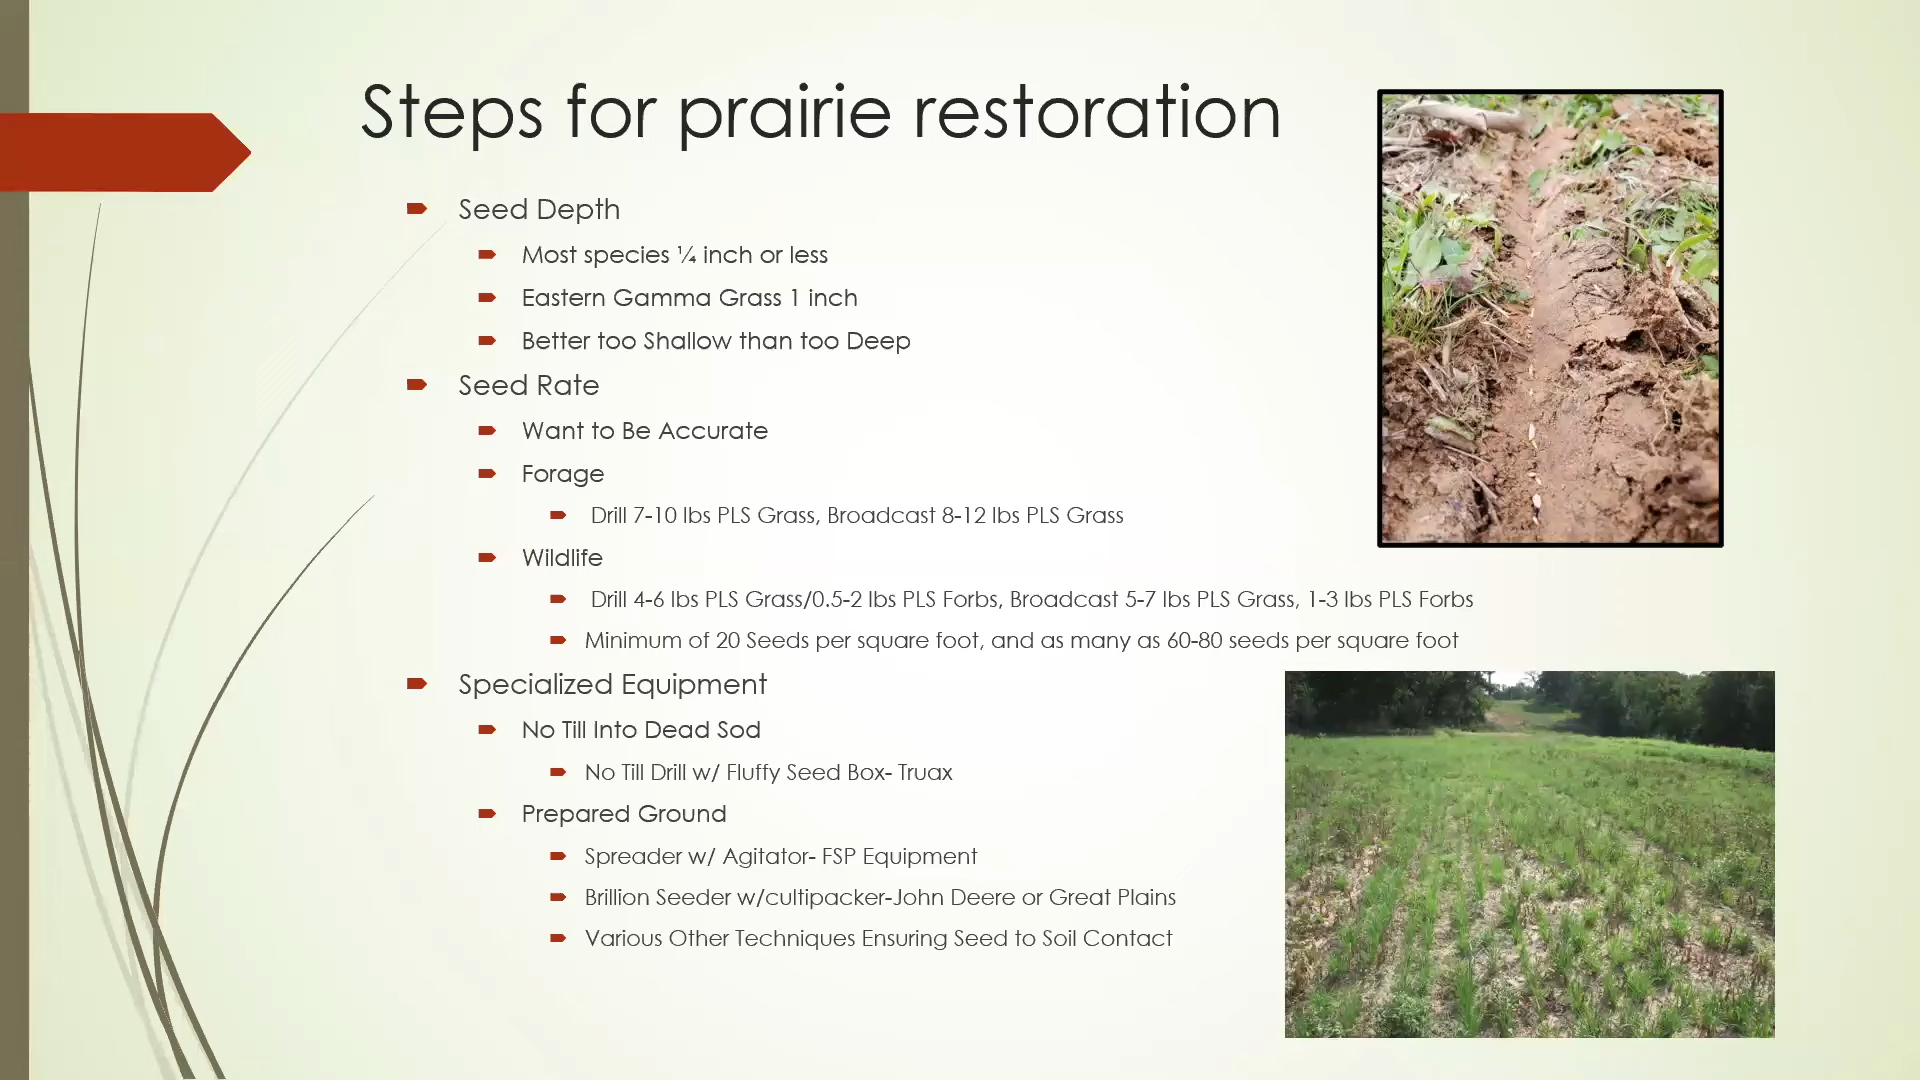 Steps for prairie restoration
Seed Depth
Most species ¼ inch or less
Eastern Gamma Grass 1 inch
Better too Shallow than too Deep
Seed Rate
Want to Be Accurate
Forage
Drill 7-10 lbs PLS Grass, Broadcast 8-12 lbs PLS Grass
Wildlife
Drill 4-6 lbs PLS Grass/0.5-2 lbs PLS Forbs, Broadcast 5-7 lbs PLS Grass, 1-3 lbs PLS Forbs
Minimum of 20 Seeds per square foot, and as many as 60-80 seeds per square foot
Specialized Equipment
No Till Into Dead Sod
No Till Drill w/ Fluffy Seed Box- Truax
Prepared Ground
Spreader w/ Agitator- FSP Equipment
Brillion Seeder w/cultipacker-John Deere or Great Plains
Various Other Techniques Ensuring Seed to Soil Contact